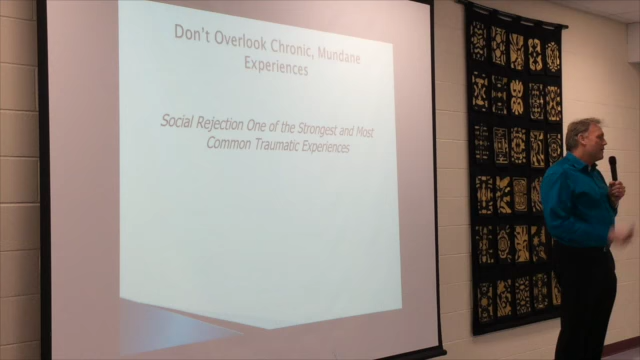 Don't Overlook Chronic, Mundane
Experiences
Social Rejection One of the Strongest and Most
Common Traumatic Experiences